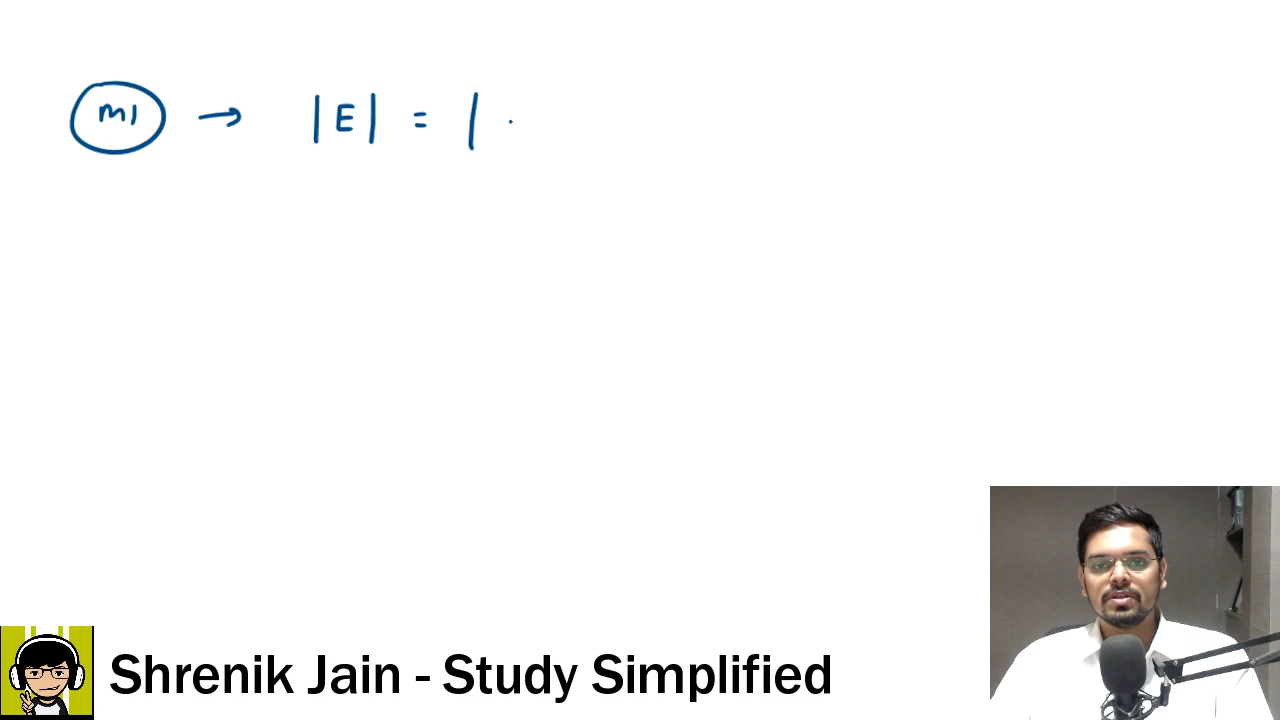 m1 → |E| = | .
Shrenik Jain - Study Simplified